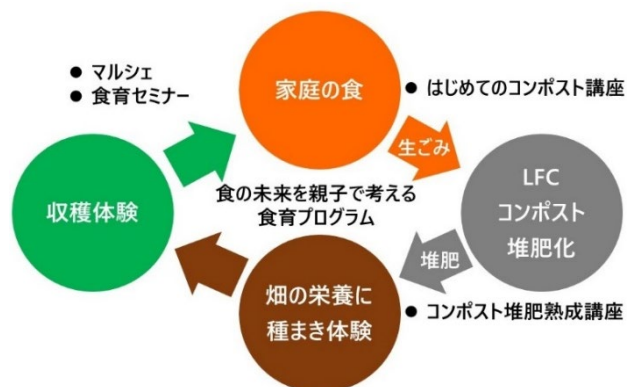 ● マルシェ
● 食育セミナー
家庭の食
● はじめてのコンポスト講座
生ごみ
LFC
コンポスト
堆肥化
堆肥
● コンポスト堆肥熟成講座
畑の栄養に
種まき体験
収穫体験
食の未来を親子で考える
食育プログラム